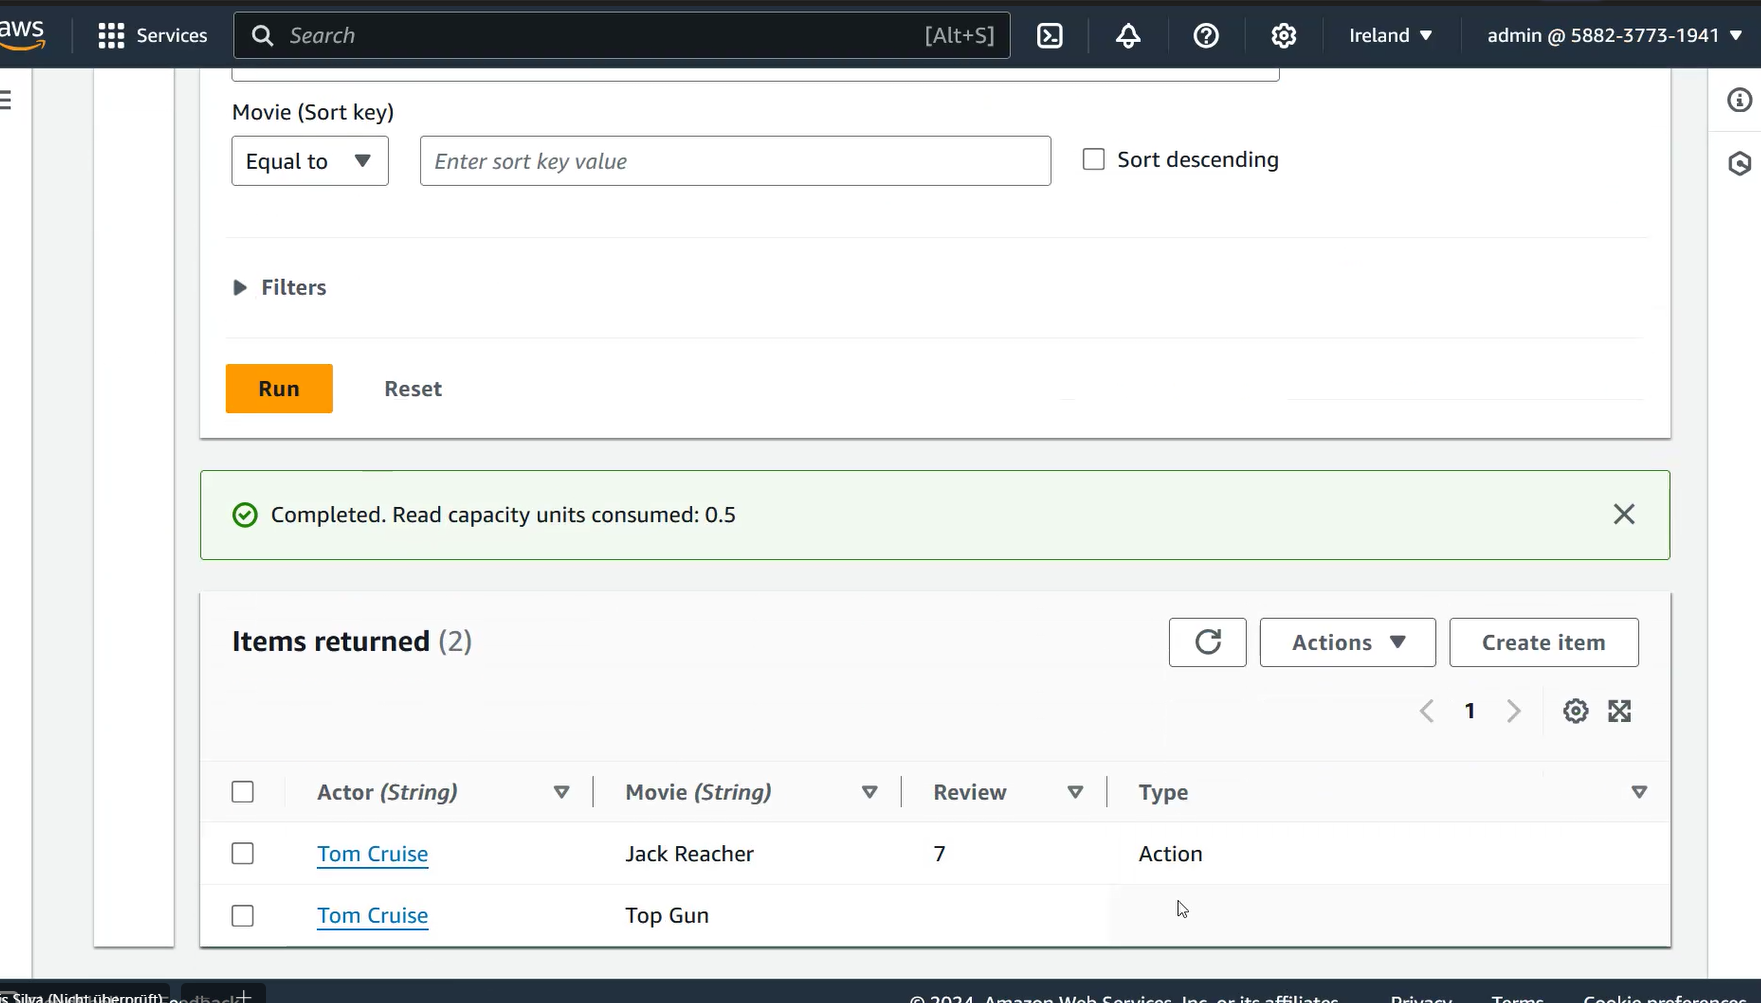 aws Services Search [Alt+S] Ireland admin @ 5882-3773-1941
Movie (Sort key)
Equal to Enter sort key value Sort descending
Filters
Run Reset
Completed. Read capacity units consumed: 0.5
Items returned (2) Actions Create item
1
Actor (String) Movie (String) Review Type
Tom Cruise Jack Reacher 7 Action
Tom Cruise Top Gun
s Silva (Nicht überprüft) Feedback © 2024, Amazon Web Services, Inc. or its affiliates. Privacy Terms Cookie preferences